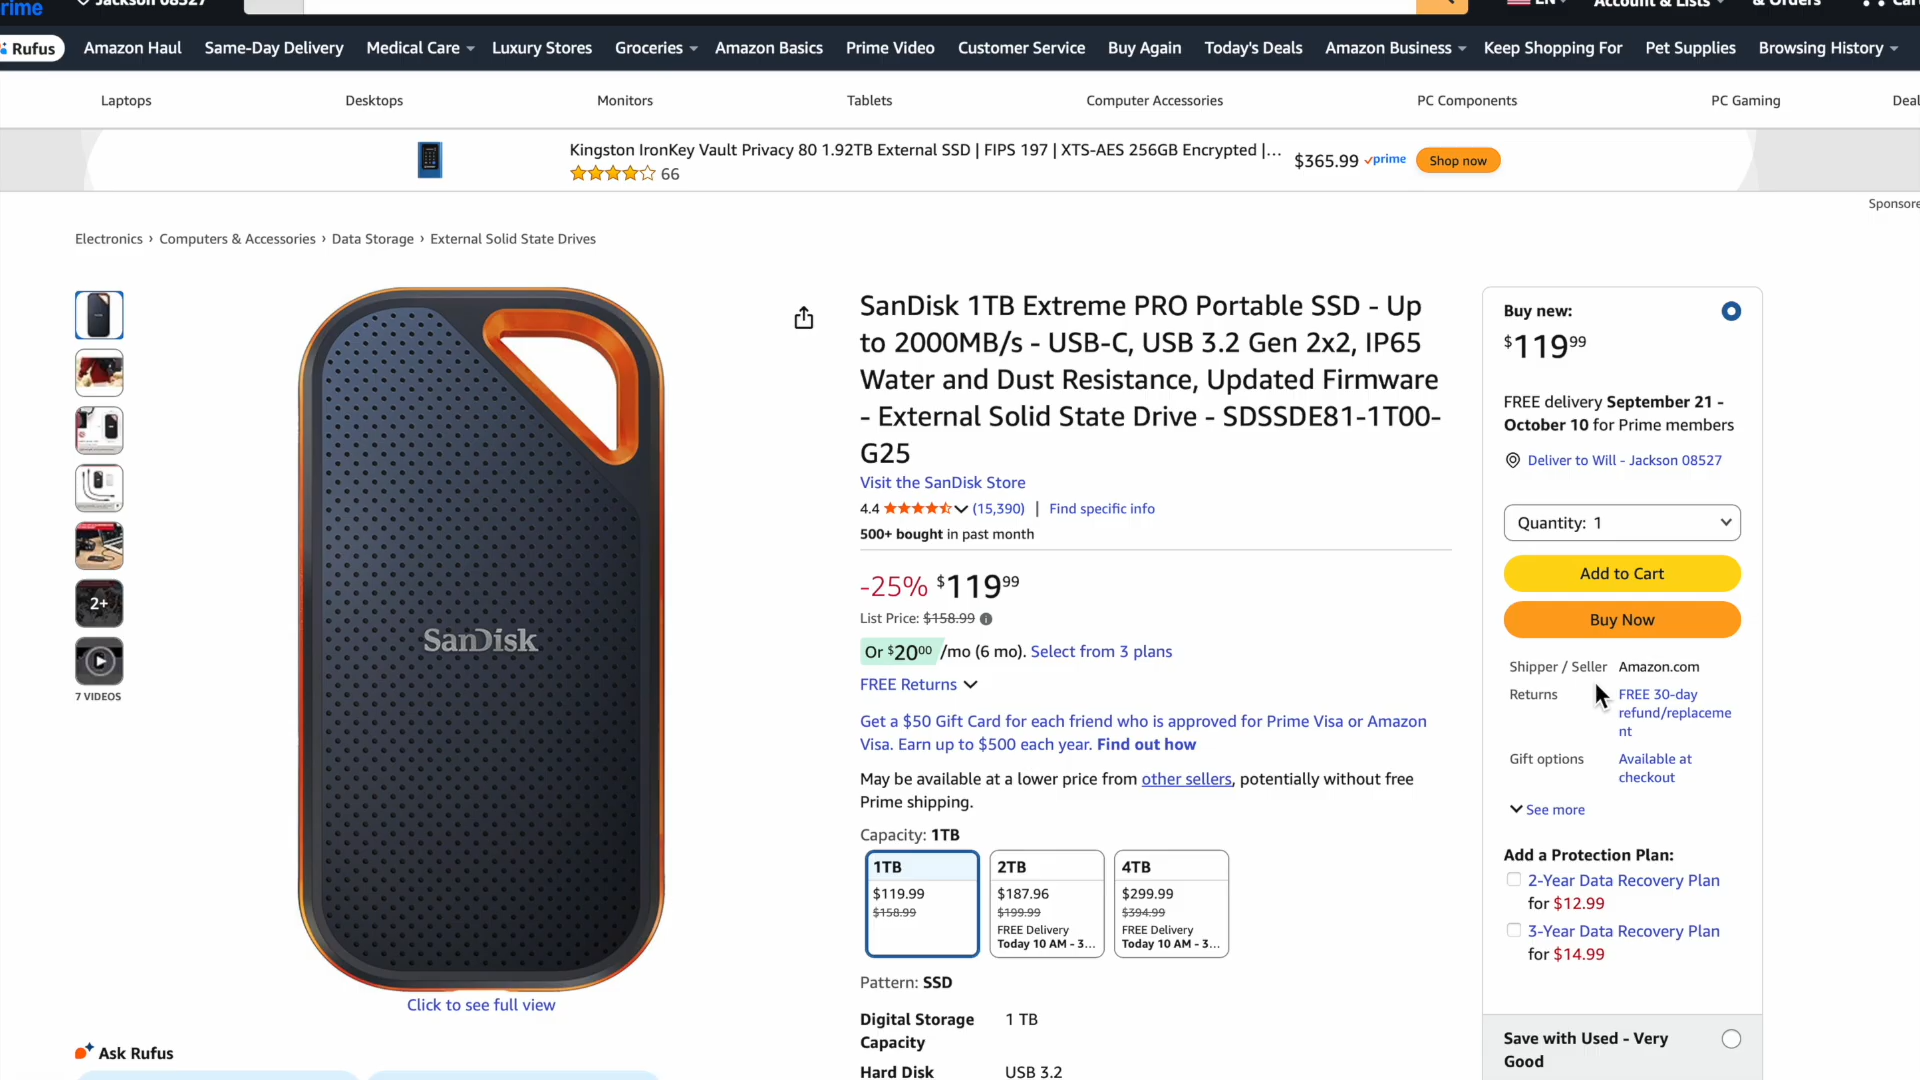 rime
Jackson 08527
EN
Account & Lists
& Orders
Rufus
Amazon Haul
Same-Day Delivery
Medical Care
Luxury Stores
Groceries
Amazon Basics
Prime Video
Customer Service
Buy Again
Today's Deals
Amazon Business
Keep Shopping For
Pet Supplies
Browsing History
Laptops
Desktops
Monitors
Tablets
Computer Accessories
PC Components
PC Gaming
Deal
Kingston IronKey Vault Privacy 80 1.92TB External SSD | FIPS 197 | XTS-AES 256GB Encrypted |...
66
$365.99 prime
Shop now
Sponsore
Electronics › Computers & Accessories › Data Storage › External Solid State Drives
2+
7 VIDEOS
SanDisk
Click to see full view
Ask Rufus
SanDisk 1TB Extreme PRO Portable SSD - Up
to 2000MB/s - USB-C, USB 3.2 Gen 2x2, IP65
Water and Dust Resistance, Updated Firmware
- External Solid State Drive - SDSSDE81-1T00-
G25
Visit the SanDisk Store
4.4 (15,390) | Find specific info
500+ bought in past month
-25% $119 99
List Price: $158.99
Or $20 00 /mo (6 mo). Select from 3 plans
FREE Returns
Get a $50 Gift Card for each friend who is approved for Prime Visa or Amazon
Visa. Earn up to $500 each year. Find out how
May be available at a lower price from other sellers, potentially without free
Prime shipping.
Capacity: 1TB
1TB
$119.99
$158.99
2TB
$187.96
$199.99
FREE Delivery
Today 10 AM - 3...
4TB
$299.99
$394.99
FREE Delivery
Today 10 AM - 3...
Pattern: SSD
Digital Storage
Capacity
1 TB
Hard Disk
USB 3.2
Buy new:
$119 99
FREE delivery September 21 -
October 10 for Prime members
Deliver to Will - Jackson 08527
Quantity: 1
Add to Cart
Buy Now
Shipper / Seller
Amazon.com
Returns
FREE 30-day
refund/replaceme
nt
Gift options
Available at
checkout
See more
Add a Protection Plan:
2-Year Data Recovery Plan
for $12.99
3-Year Data Recovery Plan
for $14.99
Save with Used - Very
Good